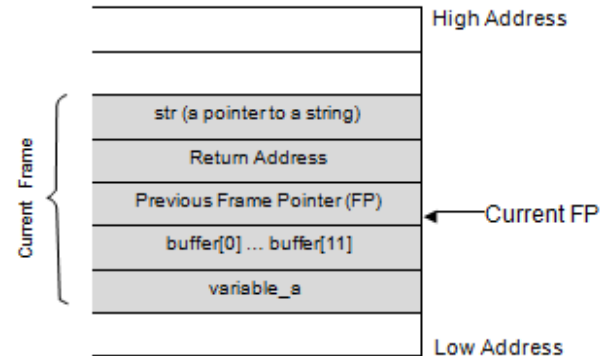 High Address
str (a pointer to a string)
Return Address
Previous Frame Pointer (FP)
Current FP
buffer[0] ... buffer[11]
variable_a
Low Address
Current Frame